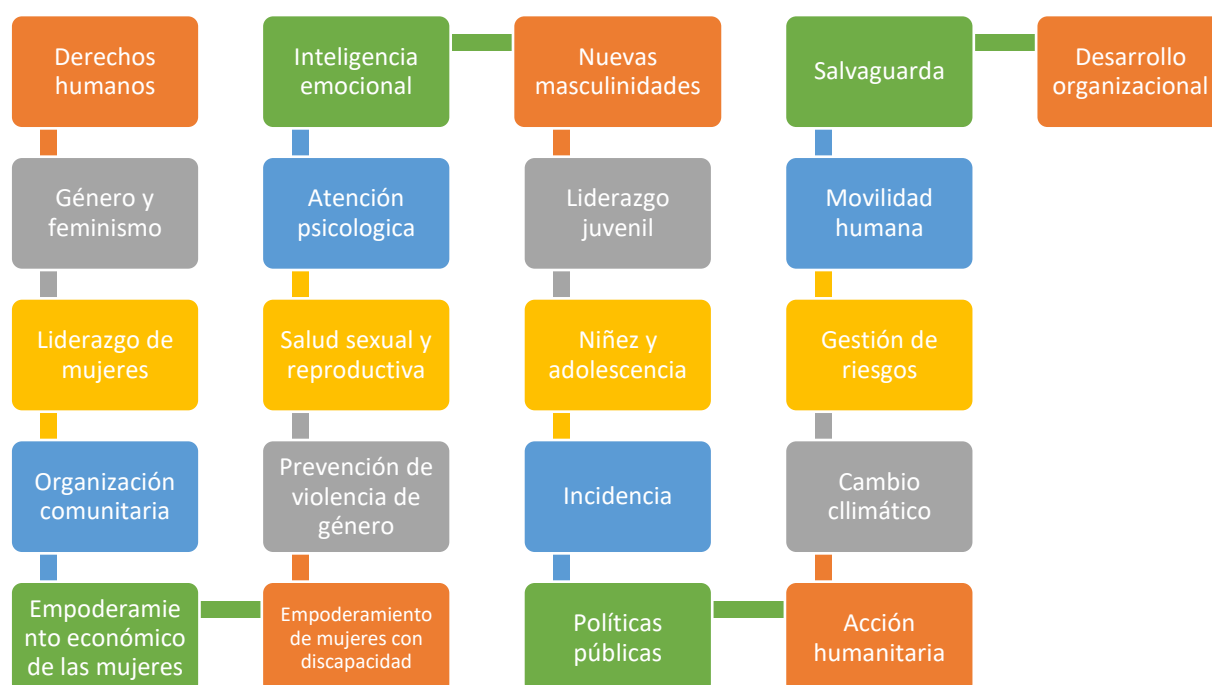 Derechos
humanos
Género y
feminismo
Liderazgo de
mujeres
Organización
comunitaria
Empoderamie
nto económico
de las mujeres
Empoderamiento
de mujeres con
discapacidad
Prevención de
violencia de
género
Salud sexual y
reproductiva
Atención
psicologica
Inteligencia
emocional
Nuevas
masculinidades
Liderazgo
juvenil
Niñez y
adolescencia
Incidencia
Políticas
públicas
Acción
humanitaria
Cambio
cllimático
Gestión de
riesgos
Movilidad
humana
Salvaguarda
Desarrollo
organizacional